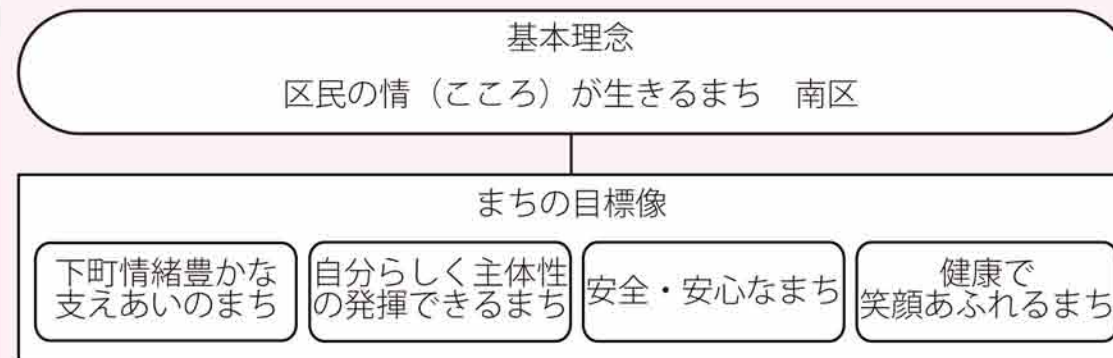 基本理念
区民の情（こころ）が生きるまち　南区
まちの目標像
下町情緒豊かな
支えあいのまち
自分らしく主体性
の発揮できるまち
安全・安心なまち
健康で
笑顔あふれるまち